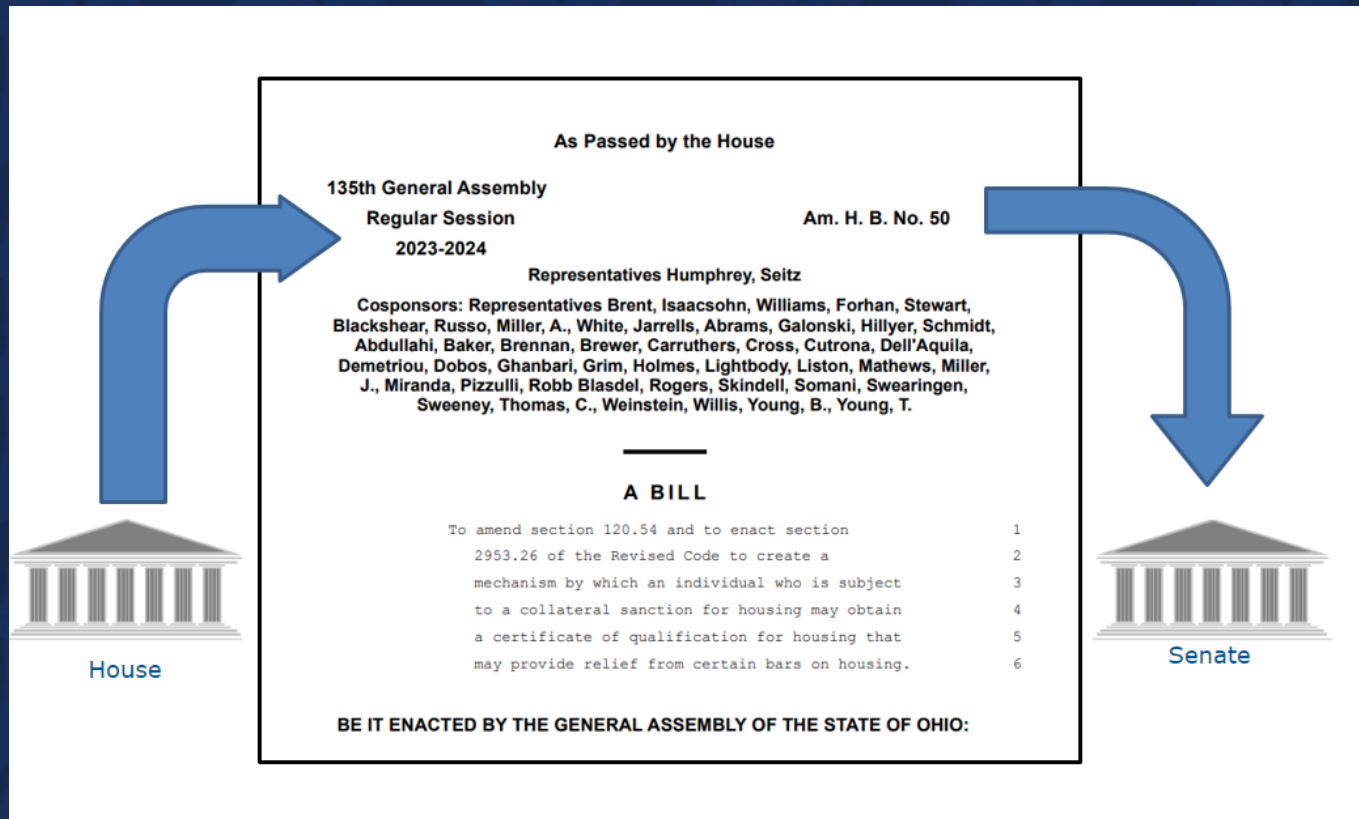 As Passed by the House
135th General Assembly
Regular Session Am. H. B. No. 50
2023-2024
Representatives Humphrey, Seitz
Cosponsors: Representatives Brent, Isaacsohn, Williams, Forhan, Stewart,
Blackshear, Russo, Miller, A., White, Jarrells, Abrams, Galonski, Hillyer, Schmidt,
Abdullahi, Baker, Brennan, Brewer, Carruthers, Cross, Cutrona, Dell'Aquila,
Demetriou, Dobos, Ghanbari, Grim, Holmes, Lightbody, Liston, Mathews, Miller,
J., Miranda, Pizzulli, Robb Blasdel, Rogers, Skindell, Somani, Swearingen,
Sweeney, Thomas, C., Weinstein, Willis, Young, B., Young, T.
A BILL
To amend section 120.54 and to enact section 1
2953.26 of the Revised Code to create a 2
mechanism by which an individual who is subject 3
to a collateral sanction for housing may obtain 4
a certificate of qualification for housing that 5
may provide relief from certain bars on housing. 6
BE IT ENACTED BY THE GENERAL ASSEMBLY OF THE STATE OF OHIO:
House
Senate